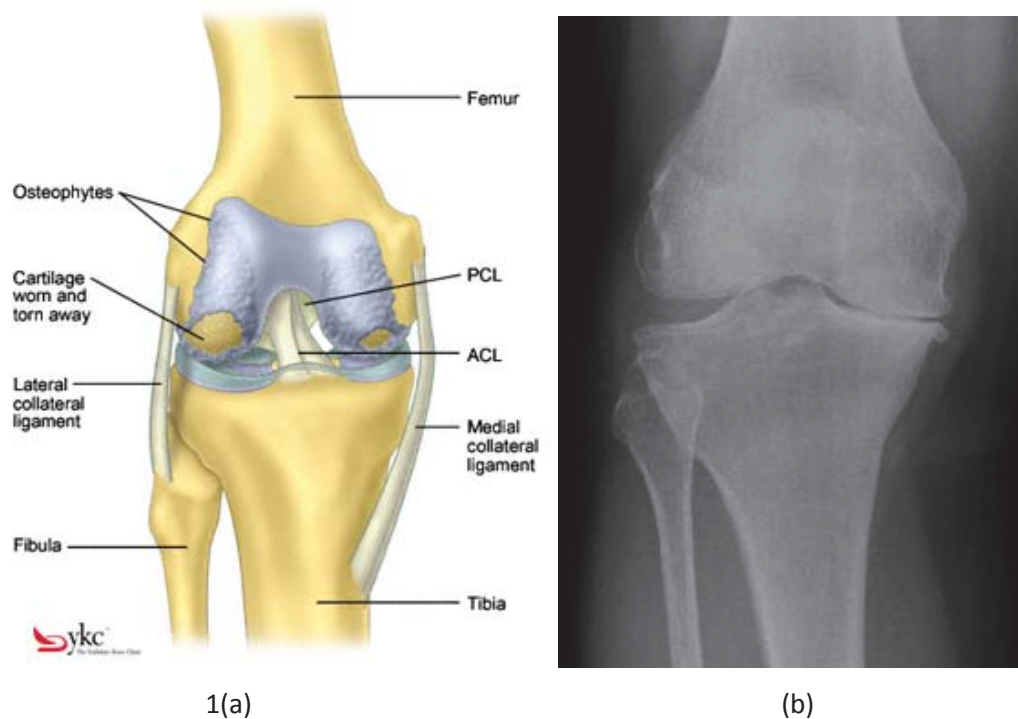 Femur
Osteophytes
Cartilage
worn and
torn away
PCL
ACL
Lateral
collateral
ligament
Medial
collateral
ligament
Fibula
Tibia
ykc
1(a)
(b)